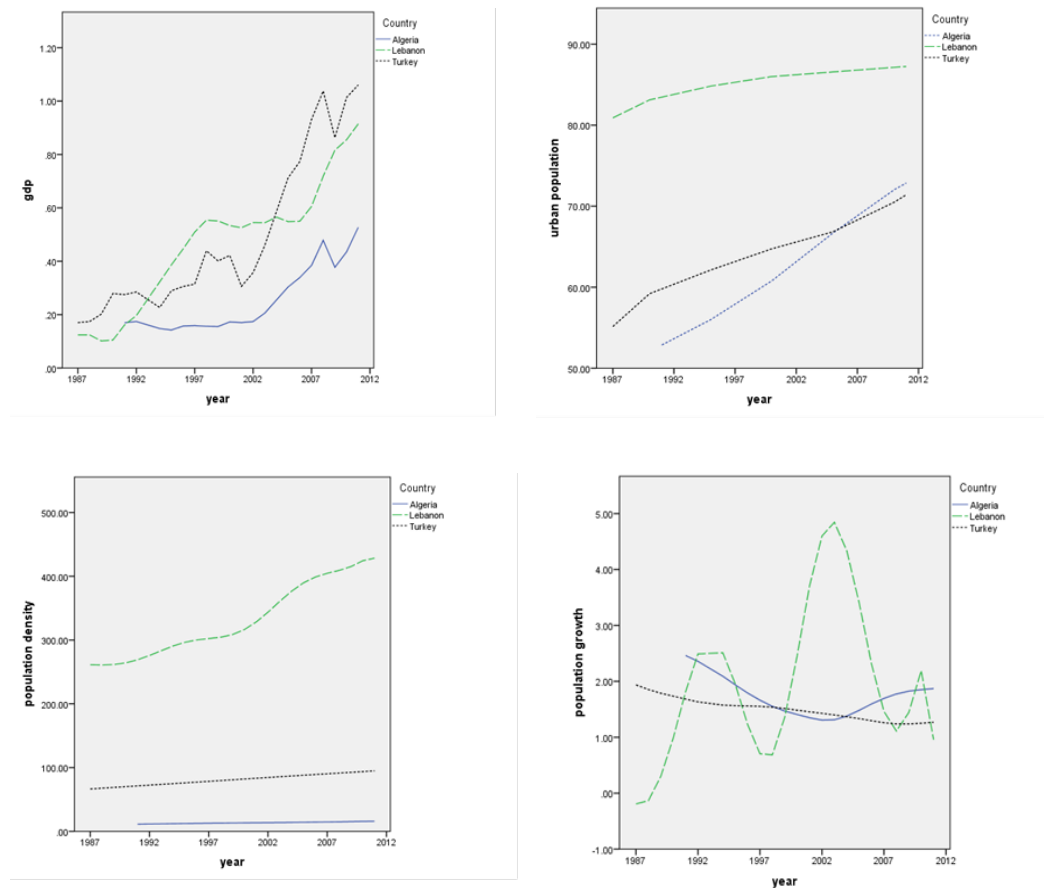 Country
Algeria
Lebanon
Turkey
1.20
1.00
.80
.60
.40
.20
.00
gdp
1987 1992 1997 2002 2007 2012
year
Country
Algeria
Lebanon
Turkey
90.00
80.00
70.00
60.00
50.00
urban population
1987 1992 1997 2002 2007 2012
year
Country
Algeria
Lebanon
Turkey
500.00
400.00
300.00
200.00
100.00
.00
population density
1987 1992 1997 2002 2007 2012
year
Country
Algeria
Lebanon
Turkey
5.00
4.00
3.00
2.00
1.00
.00
-1.00
population growth
1987 1992 1997 2002 2007 2012
year